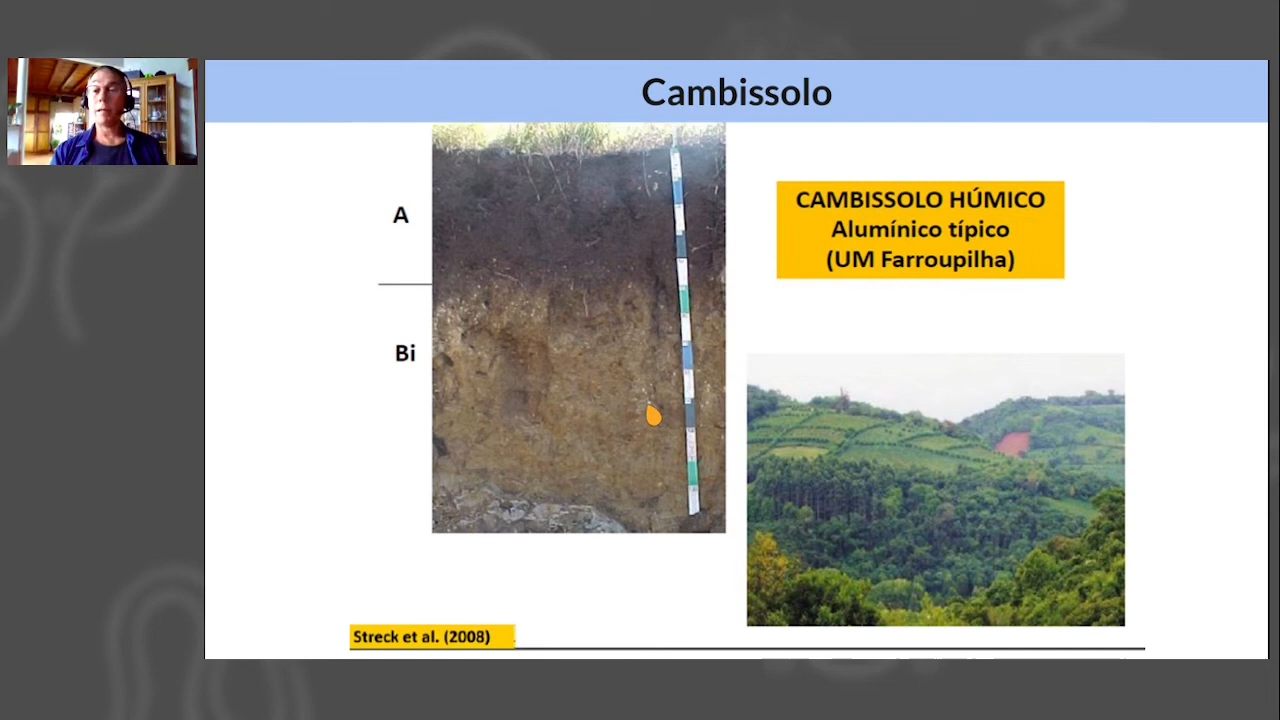 Cambissolo
A
Bi
CAMBISSOLO HÚMICO
Alumínico típico
(UM Farroupilha)
Streck et al. (2008)